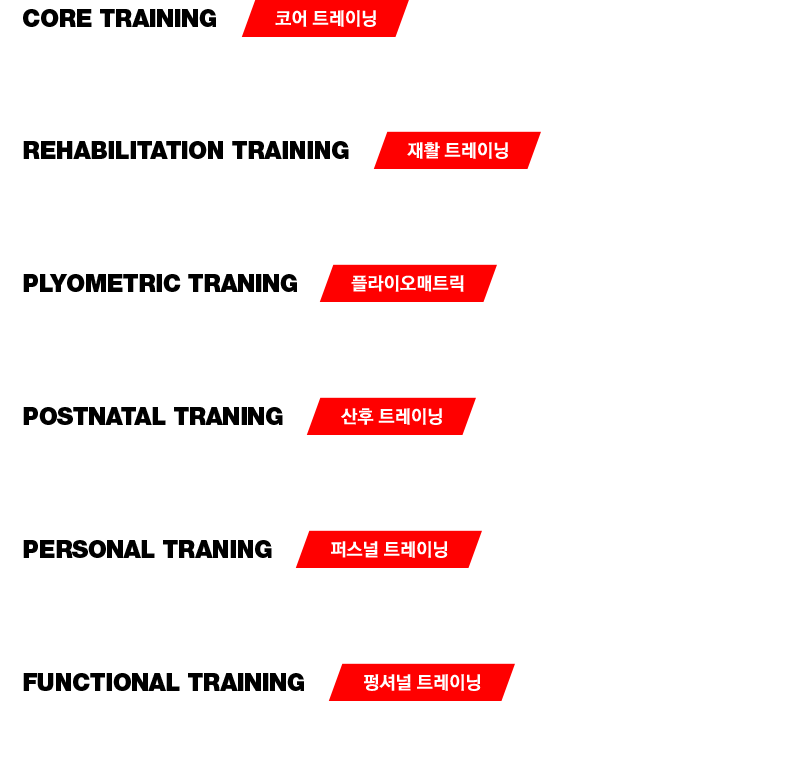 CORE TRAINING 코어 트레이닝
REHABILITATION TRAINING 재활 트레이닝
PLYOMETRIC TRANING 플라이오매트릭
POSTNATAL TRANING 산후 트레이닝
PERSONAL TRANING 퍼스널 트레이닝
FUNCTIONAL TRAINING 펑셔널 트레이닝